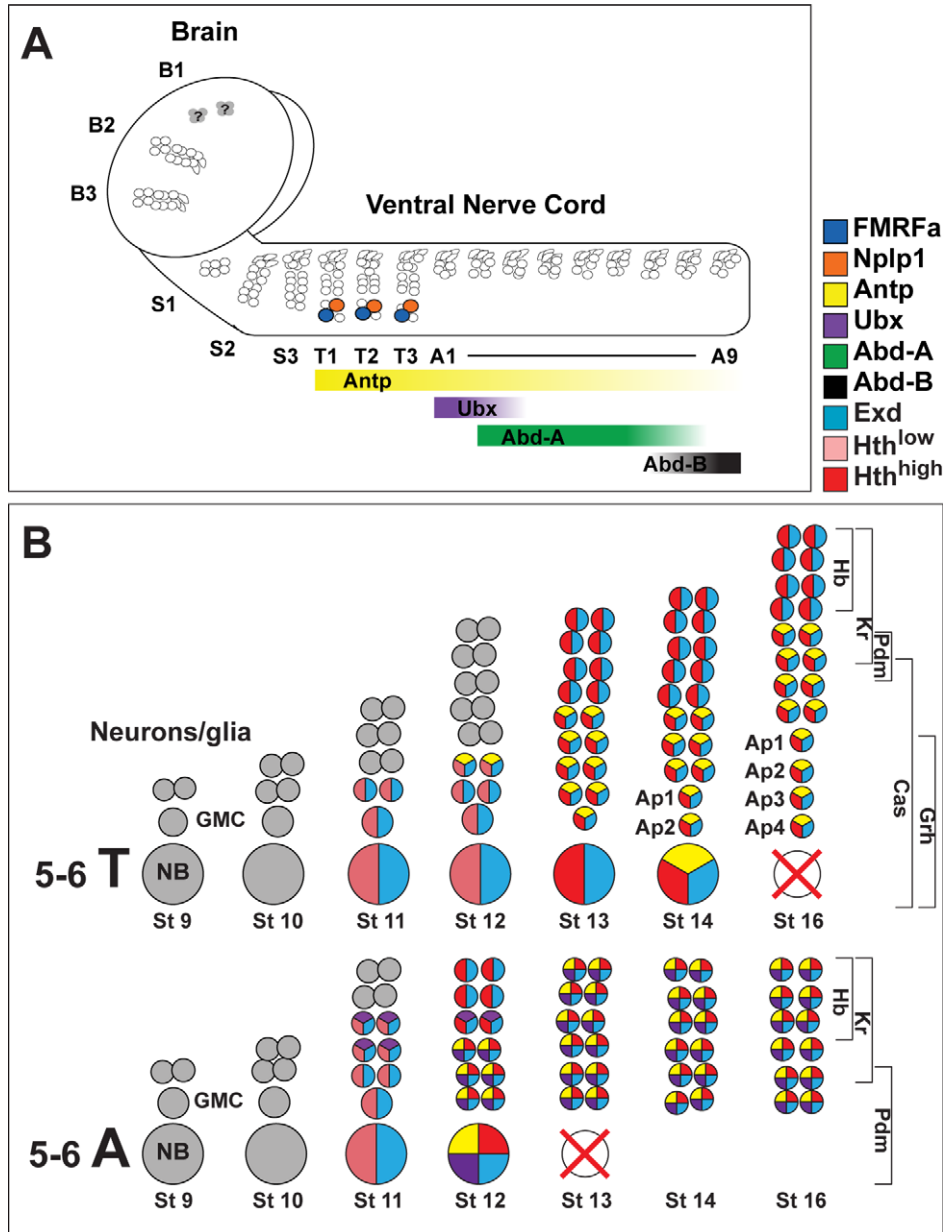 A
Brain
B1
? ?
B2
B3
Ventral Nerve Cord
S1
S2
S3 T1 T2 T3 A1 A9
Antp
Ubx
Abd-A
Abd-B
FMRFa
Nplp1
Antp
Ubx
Abd-A
Abd-B
Exd
Hth low
Hth high
B
Hb
Kr
Pdm
Neurons/glia
Ap1
Ap2
Ap3
Ap4
Ap1
Ap2
Cas
Grh
GMC
5-6 T
NB
St 9 St 10 St 11 St 12 St 13 St 14 St 16
Hb
Kr
GMC
Pdm
5-6 A
NB
St 9 St 10 St 11 St 12 St 13 St 14 St 16